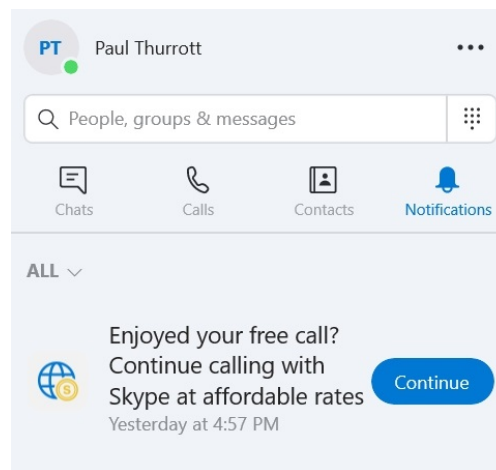 PT Paul Thurrott
People, groups & messages
Chats Calls Contacts Notifications
ALL
Enjoyed your free call?
Continue calling with
Skype at affordable rates
Continue
Yesterday at 4:57 PM